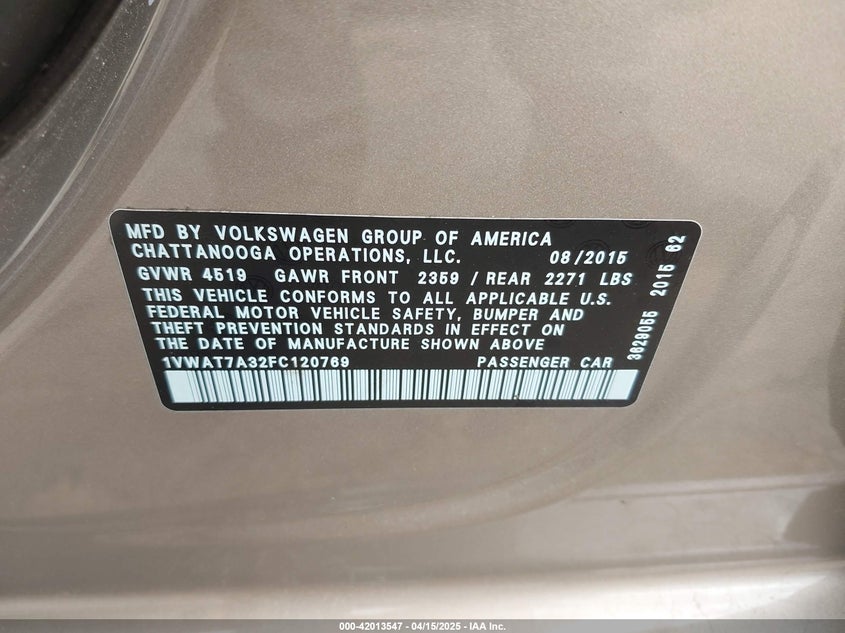 MFD BY VOLKSWAGEN GROUP OF AMERICA
CHATTANOOGA OPERATIONS, LLC. 08/2015
GVWR 4519 GAWR FRONT 2359 / REAR 2271 LBS
THIS VEHICLE CONFORMS TO ALL APPLICABLE U.S.
FEDERAL MOTOR VEHICLE SAFETY, BUMPER AND
THEFT PREVENTION STANDARDS IN EFFECT ON
THE DATE OF MANUFACTURE SHOWN ABOVE
1VWAT7A32FC120769 PASSENGER CAR
3629055 2015 62
000-42013547 - 04/15/2025 - IAA Inc.